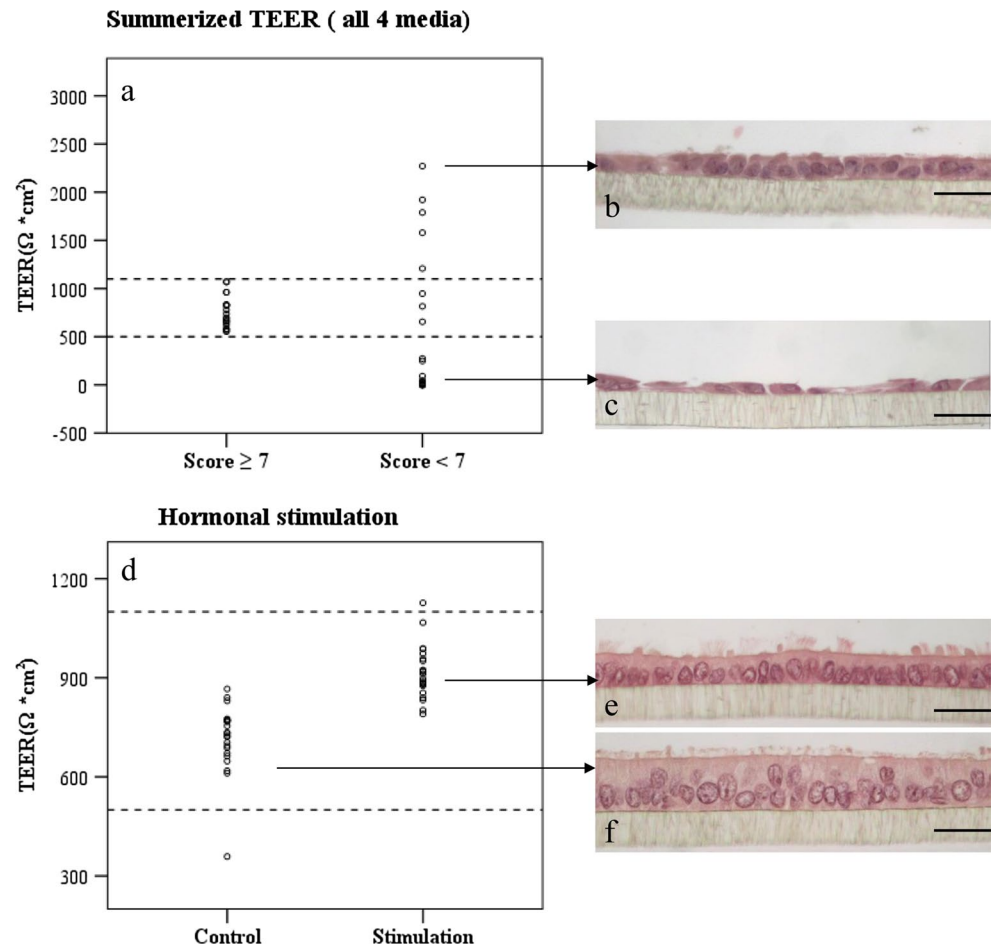 Summerized TEER ( all 4 media)
a
3000
2500
2000
1500
1000
500
0
-500
TEER(Ω *cm²)
Score ≥ 7
Score < 7
b
c
Hormonal stimulation
d
1200
900
600
300
TEER(Ω *cm²)
Control
Stimulation
e
f